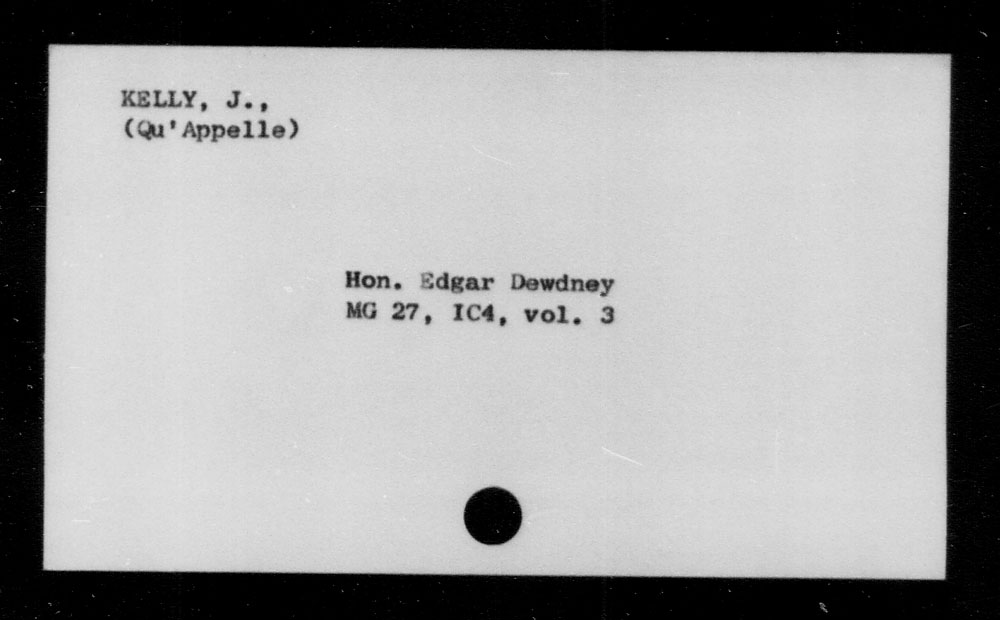 KELLY, J.,
(Qu'Appelle)
Hon. Edgar Dewdney
MG 27, IC4, vol. 3